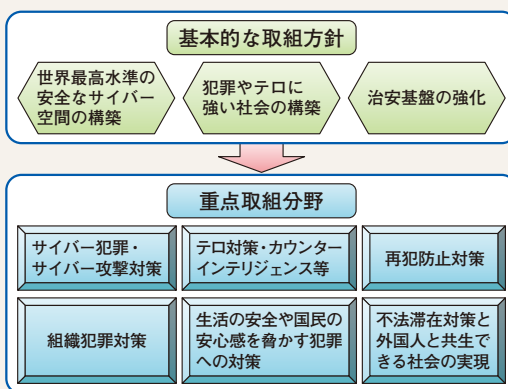 基本的な取組方針
世界最高水準の
安全なサイバー
空間の構築
犯罪やテロに
強い社会の構築
治安基盤の強化
重点取組分野
サイバー犯罪・
サイバー攻撃対策
テロ対策・カウンター
インテリジェンス等
再犯防止対策
組織犯罪対策
生活の安全や国民の
安心感を脅かす犯罪
への対策
不法滞在対策と
外国人と共生で
きる社会の実現